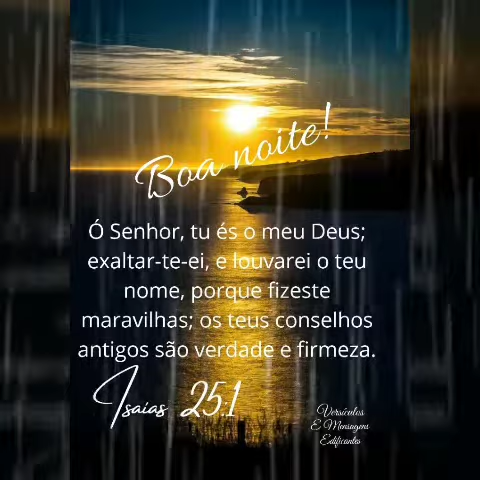 Boa noite!
Ó Senhor, tu és o meu Deus;
exaltar-te-ei, e louvarei o teu
nome, porque fizeste
maravilhas; os teus conselhos
antigos são verdade e firmeza.
Isaías 25:1
Versículos
E Mensagens
Edificantes